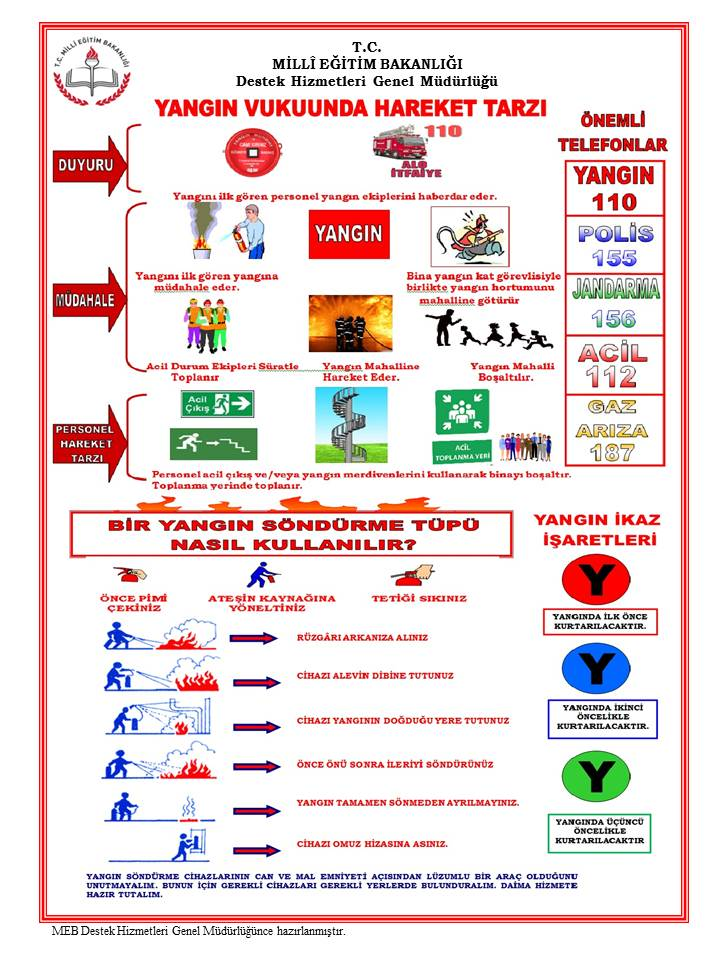 T.C. MİLLÎ EĞİTİM BAKANLIĞI
T.C.
MİLLÎ EĞİTİM BAKANLIĞI
Destek Hizmetleri Genel Müdürlüğü
YANGIN VUKUUNDA HAREKET TARZI
ÖNEMLİ
TELEFONLAR
YANGIN
110
POLİS
155
JANDARMA
156
ACİL
112
GAZ
ARIZA
187
DUYURU
110
ALO
İTFAİYE
Yangını ilk gören personel yangın ekiplerini haberdar eder.
MÜDAHALE
YANGIN
Yangını ilk gören yangına
müdahale eder.
Bina yangın kat görevlisiyle
birlikte yangın hortumunu
mahalline götürür
Acil Durum Ekipleri Süratle
Toplanır
Yangın Mahalline
Hareket Eder.
Yangın Mahalli
Boşaltılır.
PERSONEL
HAREKET
TARZI
Acil
Çıkış
ACİL
TOPLANMA YERİ
Personel acil çıkış ve/veya yangın merdivenlerini kullanarak binayı boşaltır.
Toplanma yerinde toplanır.
BİR YANGIN SÖNDÜRME TÜPÜ
NASIL KULLANILIR?
ÖNCE PİMİ
ÇEKİNİZ
ATEŞİN KAYNAĞINA
YÖNELTİNİZ
TETİĞİ SIKINIZ
RÜZGÂRI ARKANIZA ALINIZ
CİHAZI ALEVİN DİBİNE TUTUNUZ
CİHAZI YANGININ DOĞDUĞU YERE TUTUNUZ
ÖNCE ÖNÜ SONRA İLERİYİ SÖNDÜRÜNÜZ
YANGIN TAMAMEN SÖNMEDEN AYRILMAYINIZ.
CİHAZI OMUZ HİZASINA ASINIZ.
YANGIN İKAZ
İŞARETLERİ
Y
YANGINDA İLK ÖNCE
KURTARILACAKTIR.
Y
YANGINDA İKİNCİ
ÖNCELİKLE
KURTARILACAKTIR.
Y
YANGINDA ÜÇÜNCÜ
ÖNCELİKLE
KURTARILACAKTIR
YANGIN SÖNDÜRME CİHAZLARININ CAN VE MAL EMNİYETİ AÇISINDAN LÜZUMLU BİR ARAÇ OLDUĞUNU
UNUTMAYALIM. BUNUN İÇİN GEREKLİ CİHAZLARI GEREKLİ YERLERDE BULUNDURALIM. DAİMA HİZMETE
HAZIR TUTALIM.
MEB Destek Hizmetleri Genel Müdürlüğünce hazırlanmıştır.